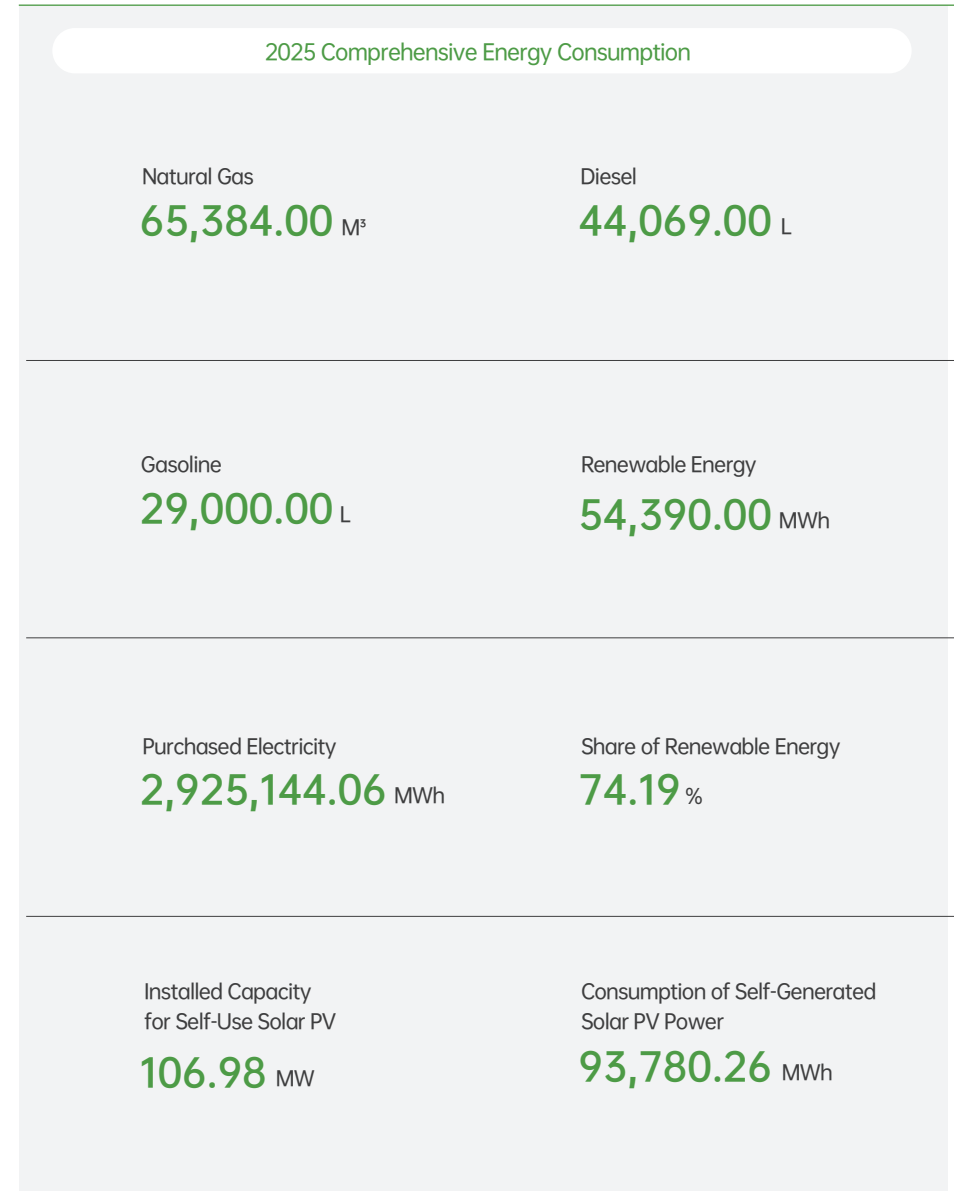 2025 Comprehensive Energy Consumption
Natural Gas
65,384.00 M³
Diesel
44,069.00 L
Gasoline
29,000.00 L
Renewable Energy
54,390.00 MWh
Purchased Electricity
2,925,144.06 MWh
Share of Renewable Energy
74.19 %
Installed Capacity
for Self-Use Solar PV
106.98 MW
Consumption of Self-Generated
Solar PV Power
93,780.26 MWh